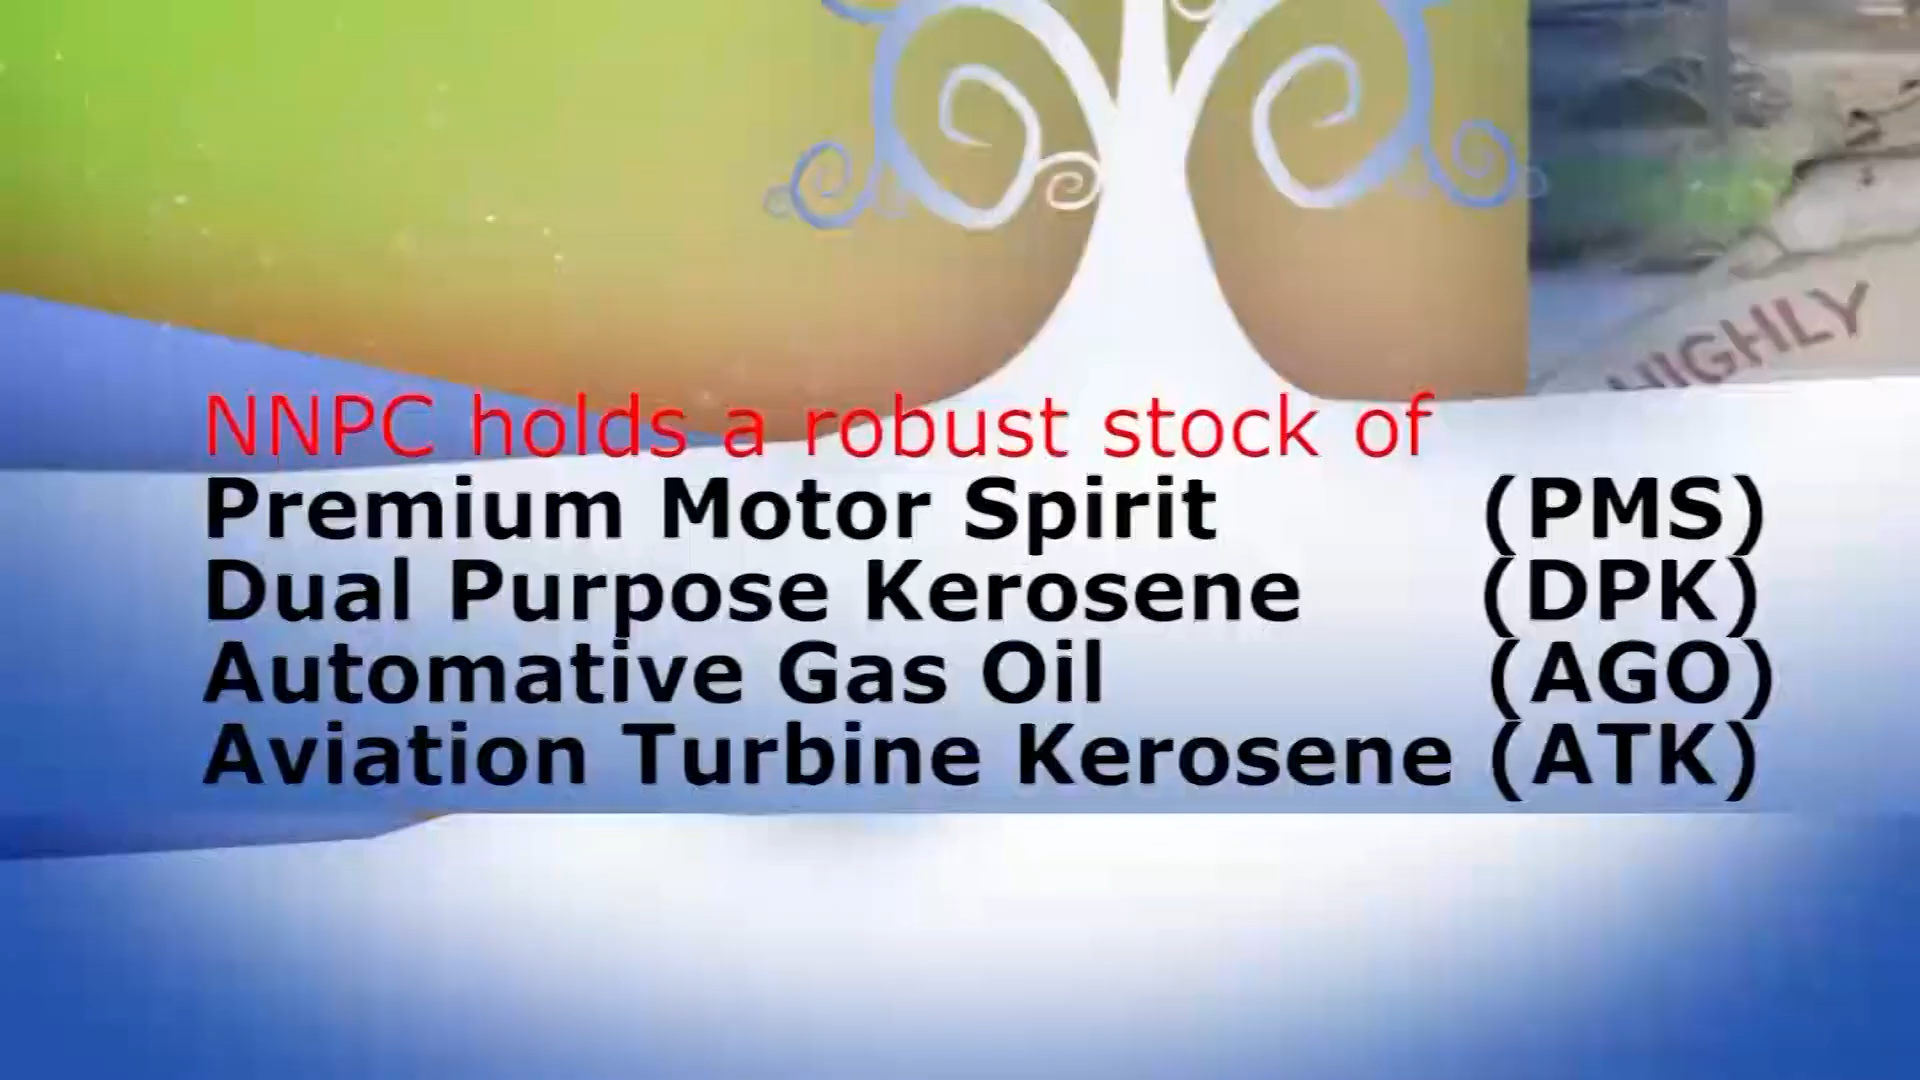 HIGHLY
NNPC holds a robust stock of
Premium Motor Spirit (PMS)
Dual Purpose Kerosene (DPK)
Automative Gas Oil (AGO)
Aviation Turbine Kerosene (ATK)